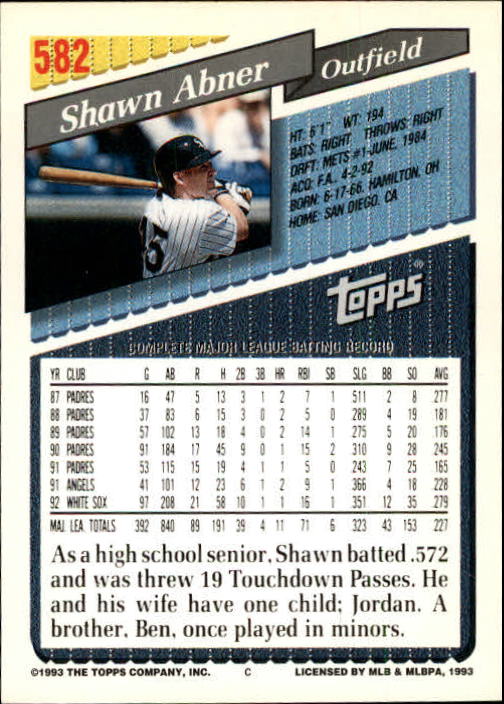 582
Shawn Abner
Outfield
HT: 6'1" WT: 194
BATS: RIGHT THROWS: RIGHT
DRFT: METS #1-JUNE, 1984
ACQ: F.A., 4-2-92
BORN: 6-17-66, HAMILTON, OH
HOME: SAN DIEGO, CA
5
Topps®
COMPLETE MAJOR LEAGUE BATTING RECORD
YR CLUB G AB R H 2B 3B HR RBI SB SLG BB SO AVG
87 PADRES 16 47 5 13 3 1 2 7 1 .511 2 8 .277
88 PADRES 37 83 6 15 3 0 2 5 0 .289 4 19 .181
89 PADRES 57 102 13 18 4 0 2 14 1 .275 5 20 .176
90 PADRES 91 184 17 45 9 0 1 15 2 .310 9 28 .245
91 PADRES 53 115 15 19 4 1 1 5 0 .243 7 25 .165
91 ANGELS 41 101 12 23 6 1 2 9 1 .366 4 18 .228
92 WHITE SOX 97 208 21 58 10 1 1 16 1 .351 12 35 .279
MAJ. LEA. TOTALS 392 840 89 191 39 4 11 71 6 .323 43 153 .227
As a high school senior, Shawn batted .572
and was threw 19 Touchdown Passes. He
and his wife have one child; Jordan. A
brother, Ben, once played in minors.
©1993 THE TOPPS COMPANY, INC. C LICENSED BY MLB & MLBPA, 1993